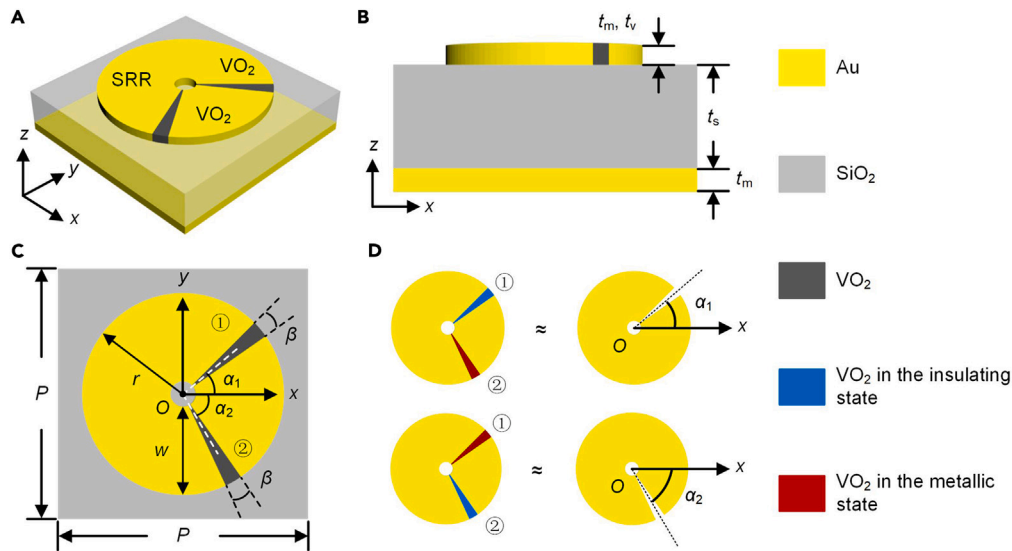 A
SRR
VO₂
VO₂
z
y
x
B
tₘ, tᵥ
tₛ
tₘ
z
x
Au
SiO₂
VO₂
VO₂ in the insulating
state
VO₂ in the metallic
state
C
y
①
β
r
α₁
P
O
x
α₂
w
②
β
P
D
①
②
≈
α₁
O
x
①
②
≈
O
x
α₂